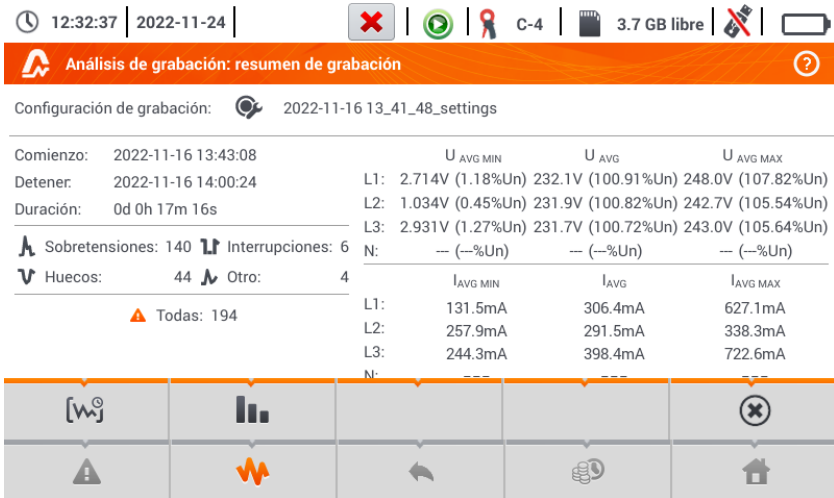 12:32:37 2022-11-24 C-4 3.7 GB libre
Análisis de grabación: resumen de grabación ?
Configuración de grabación: 2022-11-16 13_41_48_settings
Comienzo: 2022-11-16 13:43:08
Detener: 2022-11-16 14:00:24
Duración: 0d 0h 17m 16s
Sobretensiones: 140 Interrupciones: 6
Huecos: 44 Otro: 4
Todas: 194
U AVG MIN U AVG U AVG MAX
L1: 2.714V (1.18%Un) 232.1V (100.91%Un) 248.0V (107.82%Un)
L2: 1.034V (0.45%Un) 231.9V (100.82%Un) 242.7V (105.54%Un)
L3: 2.931V (1.27%Un) 231.7V (100.72%Un) 243.0V (105.64%Un)
N: --- (---%Un) --- (---%Un) --- (---%Un)
IAVG MIN IAVG IAVG MAX
L1: 131.5mA 306.4mA 627.1mA
L2: 257.9mA 291.5mA 338.3mA
L3: 244.3mA 398.4mA 722.6mA
N: --- --- ---